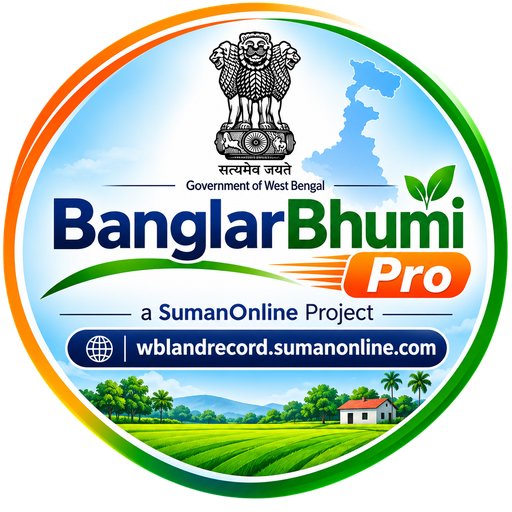 सत्यमेव जयते
Government of West Bengal
BanglarBhumi
Pro
a SumanOnline Project
wblandrecord.sumanonline.com